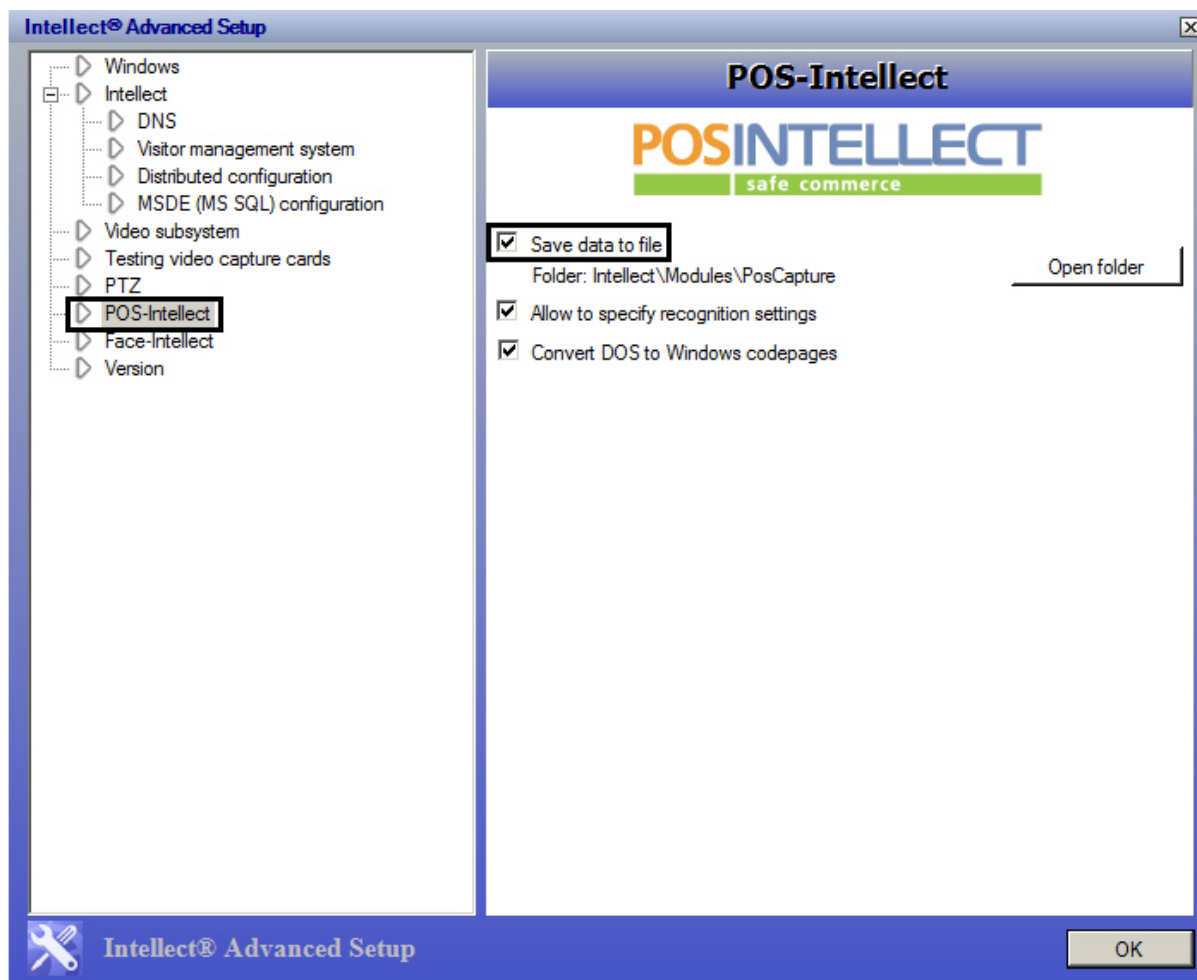 Intellect® Advanced Setup
Windows
Intellect
DNS
Visitor management system
Distributed configuration
MSDE (MS SQL) configuration
Video subsystem
Testing video capture cards
PTZ
POS-Intellect
Face-Intellect
Version
POS-Intellect
POSINTELLECT
safe commerce
Save data to file
Folder: Intellect\Modules\PosCapture
Open folder
Allow to specify recognition settings
Convert DOS to Windows codepages
Intellect® Advanced Setup
OK